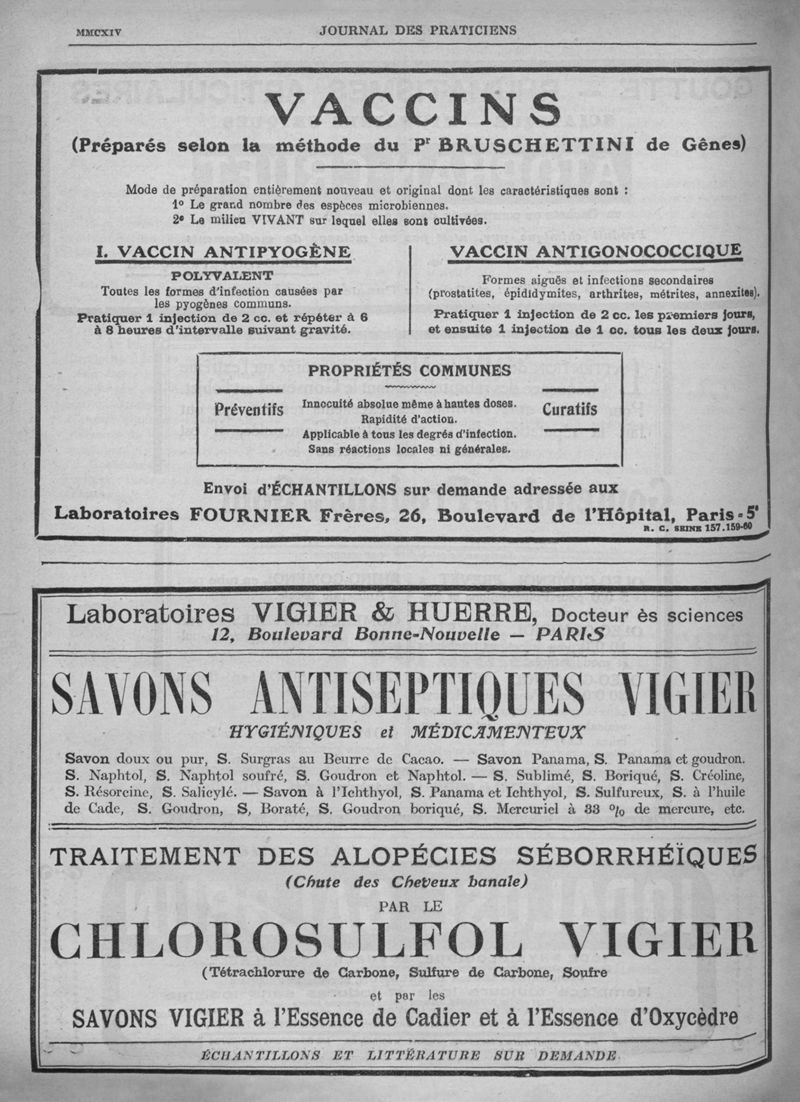 MMCXIV
JOURNAL DES PRATICIENS
VACCINS
(Préparés selon la méthode du Pr BRUSCHETTINI de Gênes)
Mode de préparation entièrement nouveau et original dont les caractéristiques sont :
1º Le grand nombre des espèces microbiennes.
2º Le milieu VIVANT sur lequel elles sont cultivées.
I. VACCIN ANTIPYOGÈNE
POLYVALENT
Toutes les formes d'infection causées par
les pyogènes communs.
Pratiquer 1 injection de 2 cc. et répéter à 6
à 8 heures d'intervalle suivant gravité.
VACCIN ANTIGONOCOCCIQUE
Formes aiguës et infections secondaires
(prostatites, épididymites, arthrites, métrites, annexites).
Pratiquer 1 injection de 2 cc. les premiers jours,
et ensuite 1 injection de 1 cc. tous les deux jours.
PROPRIÉTÉS COMMUNES
Préventifs
Innocuité absolue même à hautes doses.
Rapidité d'action.
Applicable à tous les degrés d'infection.
Sans réactions locales ni générales.
Curatifs
Envoi d'ÉCHANTILLONS sur demande adressée aux
Laboratoires FOURNIER Frères, 26, Boulevard de l'Hôpital, Paris-5e
R. C. SEINE 157.159-60
Laboratoires VIGIER & HUERRE, Docteur ès sciences
12, Boulevard Bonne-Nouvelle — PARIS
SAVONS ANTISEPTIQUES VIGIER
HYGIÉNIQUES et MÉDICAMENTEUX
Savon doux ou pur, S. Surgras au Beurre de Cacao. — Savon Panama, S. Panama et goudron.
S. Naphtol, S. Naphtol soufré, S. Goudron et Naphtol. — S. Sublimé, S. Boriqué, S. Créoline,
S. Résorcine, S. Salicylé. — Savon à l'Ichthyol, S. Panama et Ichthyol, S. Sulfureux, S. à l'huile
de Cade, S. Goudron, S, Boraté, S. Goudron boriqué, S. Mercuriel à 33 % de mercure, etc.
TRAITEMENT DES ALOPÉCIES SÉBORRHÉÏQUES
(Chute des Cheveux banale)
PAR LE
CHLOROSULFOL VIGIER
(Tétrachlorure de Carbone, Sulfure de Carbone, Soufre
et par les
SAVONS VIGIER à l'Essence de Cadier et à l'Essence d'Oxycèdre
ÉCHANTILLONS ET LITTÉRATURE SUR DEMANDE